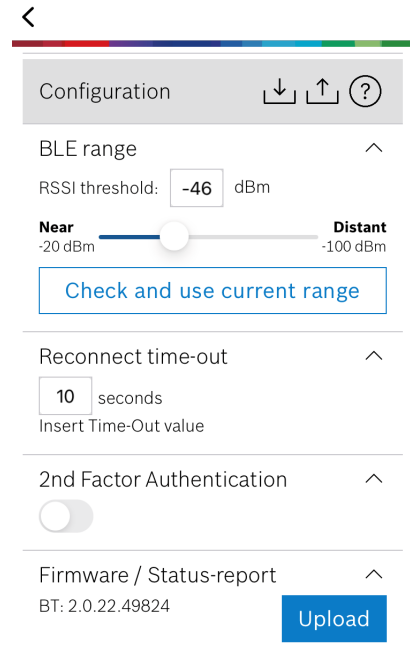 Configuration ?
BLE range
RSSI threshold: -46 dBm
Near Distant
-20 dBm -100 dBm
Check and use current range
Reconnect time-out
10 seconds
Insert Time-Out value
2nd Factor Authentication
Firmware / Status-report
BT: 2.0.22.49824
Upload